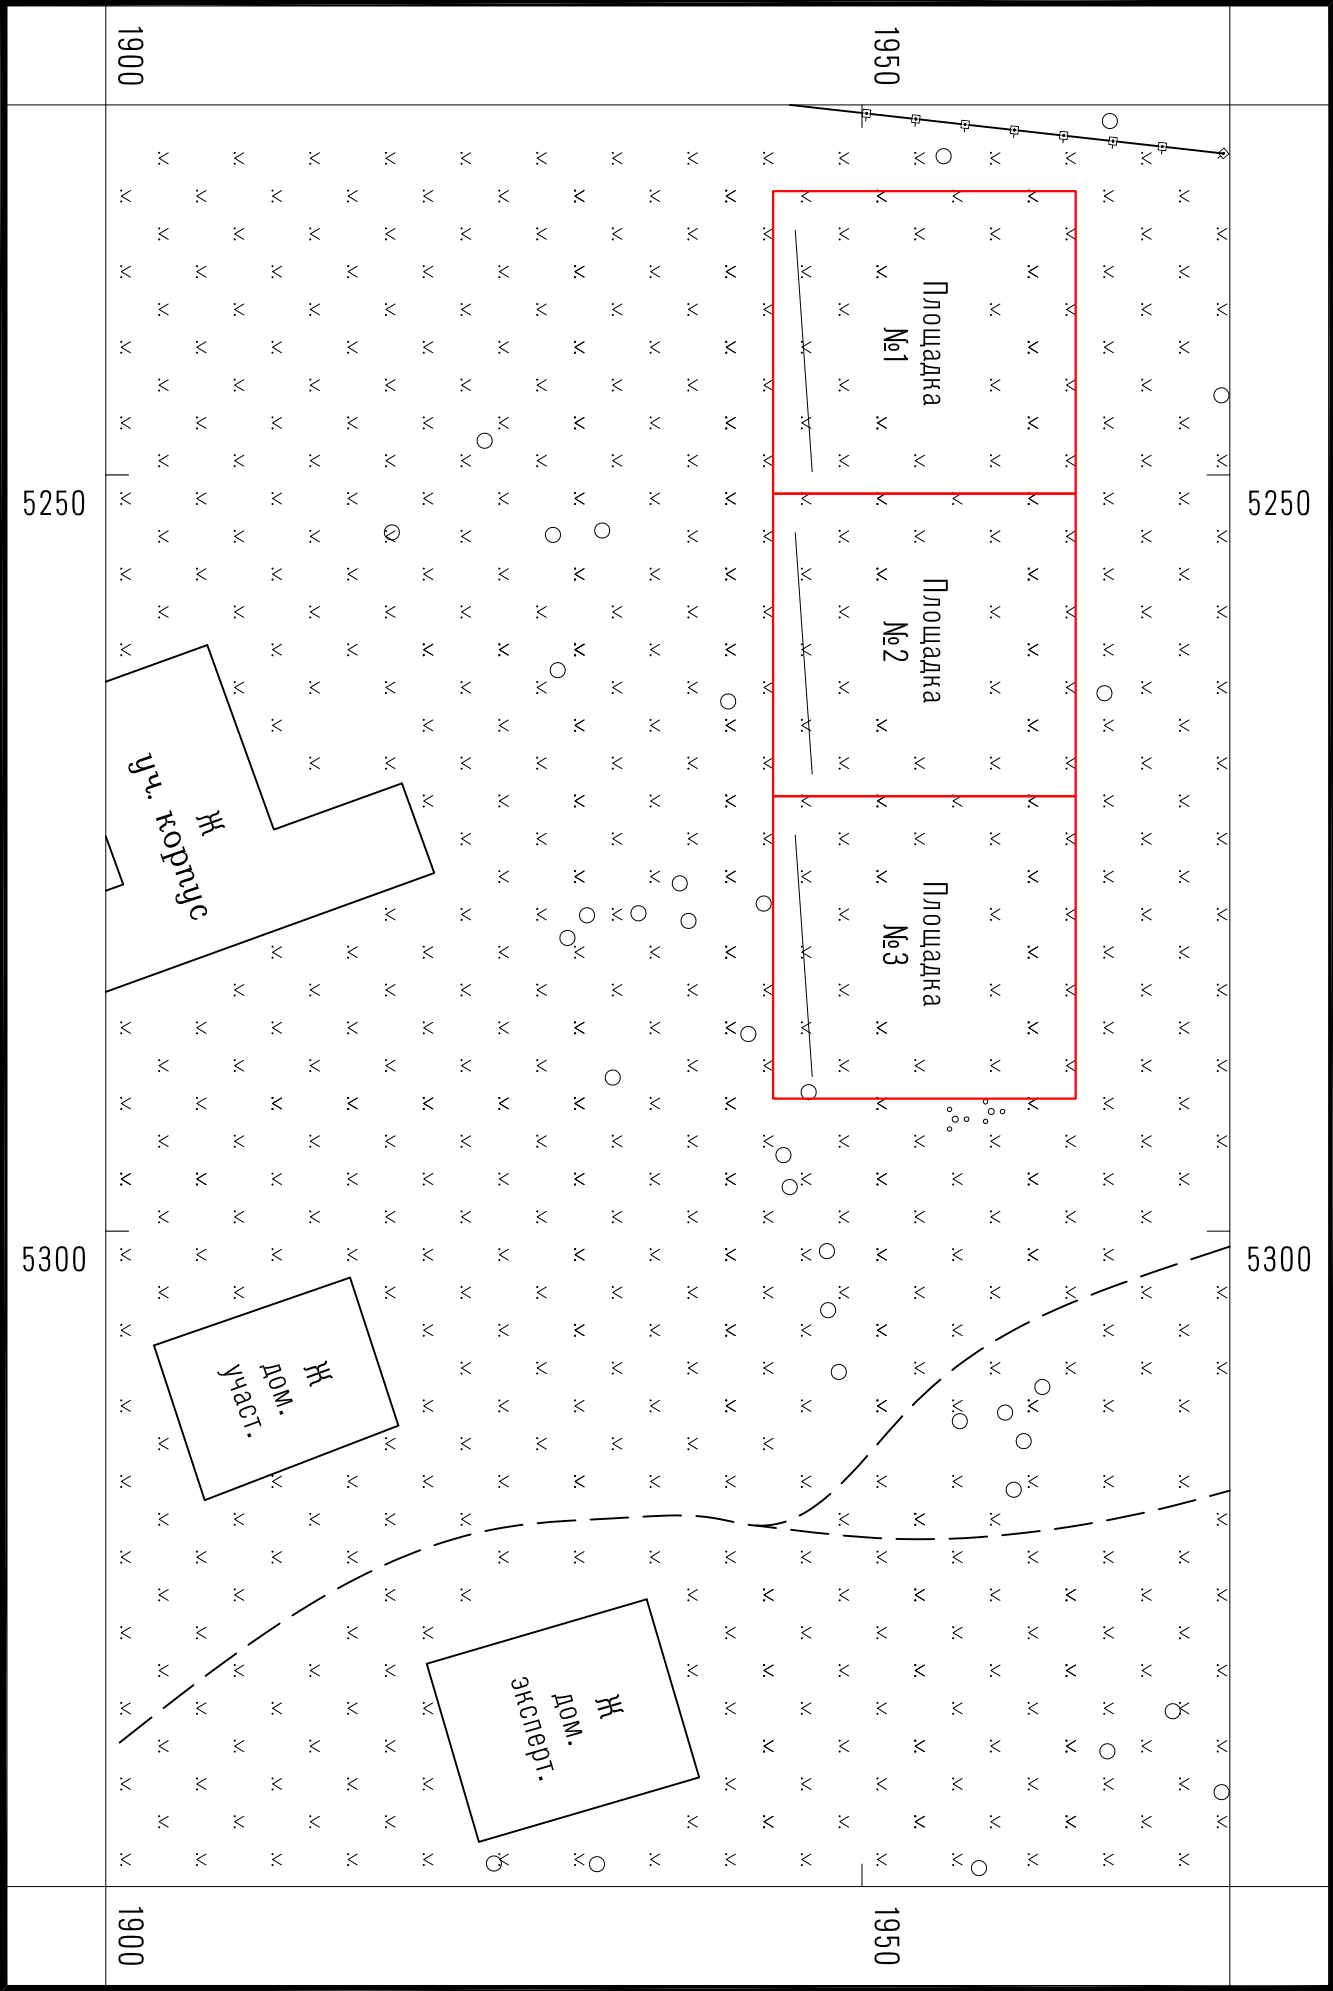 1900
1950
Площадка
№1
5250
5250
Площадка
№2
Ж
уч. корпус
Площадка
№3
5300
5300
Ж
дом.
участ.
Ж
дом.
эксперт.
1900
1950